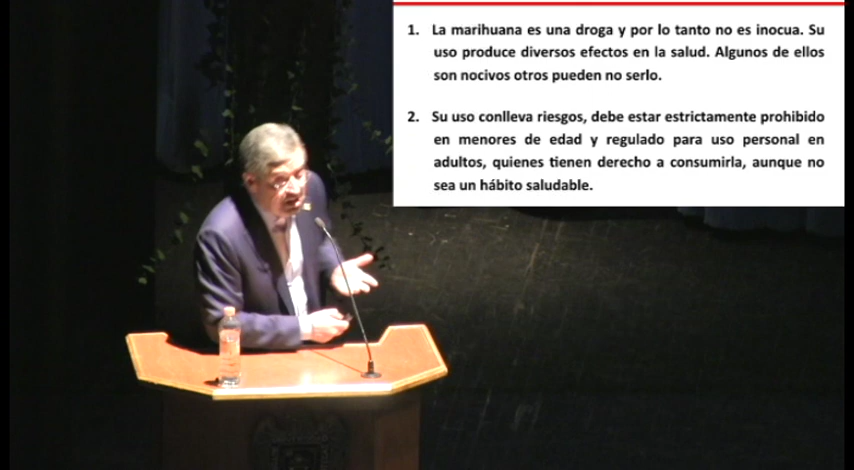 1. La marihuana es una droga y por lo tanto no es inocua. Su
uso produce diversos efectos en la salud. Algunos de ellos
son nocivos otros pueden no serlo.
2. Su uso conlleva riesgos, debe estar estrictamente prohibido
en menores de edad y regulado para uso personal en
adultos, quienes tienen derecho a consumirla, aunque no
sea un hábito saludable.